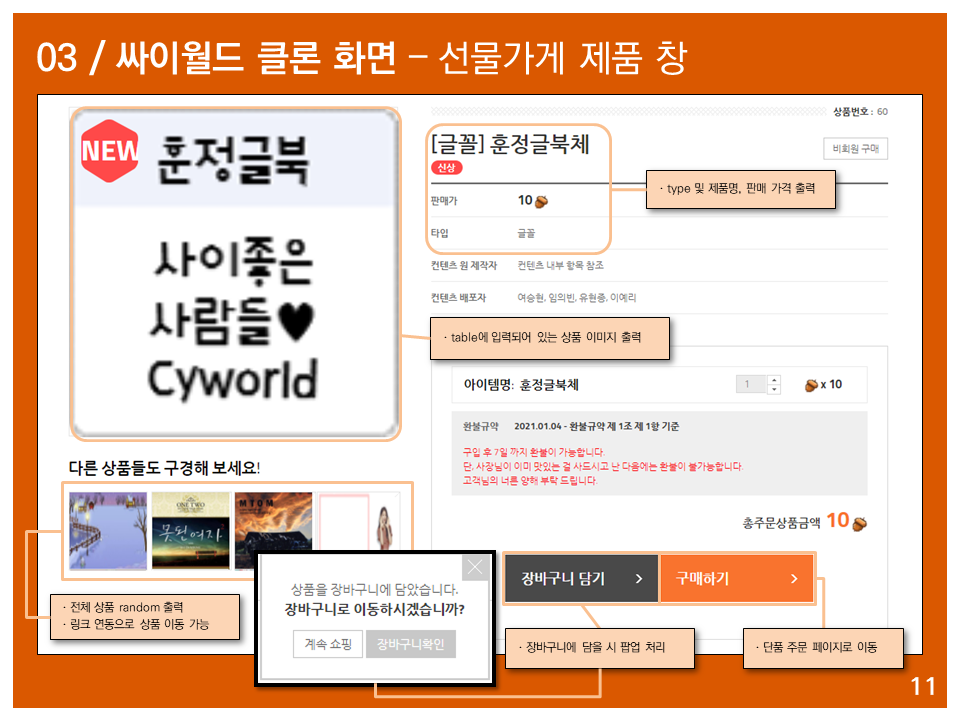 03 / 싸이월드 클론 화면 – 선물가게 제품 창
상품번호 : 60
NEW
훈정글북
사이좋은
사람들♥
Cyworld
[글꼴] 훈정글북체
신상
비회원 구매
판매가 10
타입 글꼴
컨텐츠 원 제작자 컨텐츠 내부 항목 참조
컨텐츠 배포자 여승현, 임의빈, 유현종, 이예리
· type 및 제품명, 판매 가격 출력
· table에 입력되어 있는 상품 이미지 출력
아이템명: 훈정글북체 1 x 10
환불규약 2021.01.04 - 환불규약 제 1조 제 1항 기준
구입 후 7일 까지 환불이 가능합니다.
단, 사장님이 이미 맛있는 걸 사드시고 난 다음에는 환불이 불가능합니다.
고객님의 너른 양해 부탁 드립니다.
총주문상품금액 10
장바구니 담기 >
구매하기 >
다른 상품들도 구경해 보세요!
ONE TWO
못된여자
MTOM
· 전체 상품 random 출력
· 링크 연동으로 상품 이동 가능
상품을 장바구니에 담았습니다.
장바구니로 이동하시겠습니까?
계속 쇼핑 장바구니확인
· 장바구니에 담을 시 팝업 처리
· 단품 주문 페이지로 이동
11